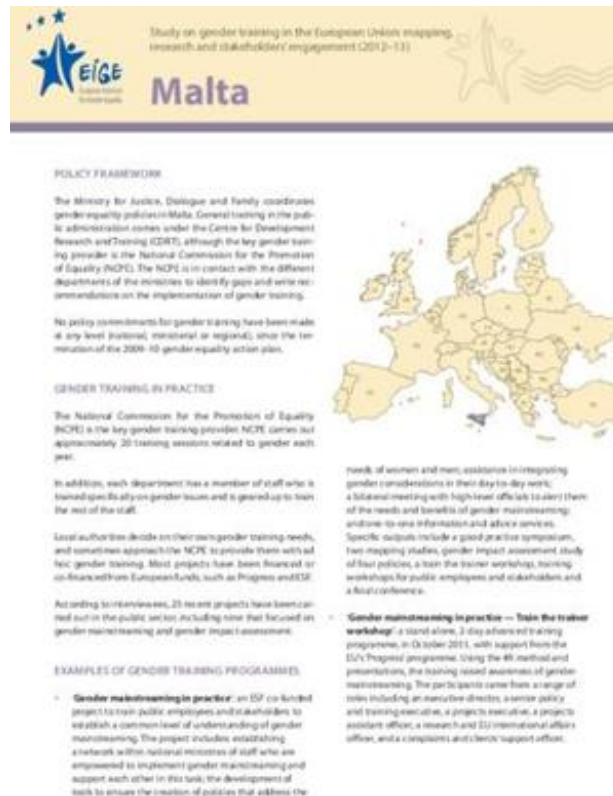 Study on gender training in the European Union: mapping,
research and stakeholders' engagement (2012–13)
EIGE
Malta
POLICY FRAMEWORK
The Ministry for Justice, Dialogue and Family coordinates
gender equality policies in Malta. General training in the pub-
lic administration comes under the Centre for Development
Research and Training (CDRT), although the key gender train-
ing provider is the National Commission for the Promotion
of Equality (NCPE). The NCPE is in contact with the different
departments of the ministries to identify gaps and write rec-
ommendations on the implementation of gender training.
No policy commitments for gender training have been made
at any level (national, ministerial or regional), since the ter-
mination of the 2009–10 gender equality action plan.
GENDER TRAINING IN PRACTICE
The National Commission for the Promotion of Equality
(NCPE) is the key gender training provider. NCPE carries out
approximately 20 training sessions related to gender each
year.
In addition, each department has a member of staff who is
trained specifically on gender issues and is geared up to train
the rest of the staff.
Local authorities decide on their own gender training needs,
and sometimes approach the NCPE to provide them with ad
hoc gender training. Most projects have been financed or
co-financed from European funds, such as Progress and ESF.
According to interviewees, 25 recent projects have been car-
ried out in the public sector, including nine that focused on
gender mainstreaming and gender impact assessment.
EXAMPLES OF GENDER TRAINING PROGRAMMES
'Gender mainstreaming in practice': an ESF co-funded
project to train public employees and stakeholders to
establish a common level of understanding of gender
mainstreaming. The project includes: establishing
a network within national ministries of staff who are
empowered to implement gender mainstreaming and
support each other in this task; the development of
tools to ensure the creation of policies that address the
needs of women and men; assistance in integrating
gender considerations in their day-to-day work;
a bilateral meeting with high-level officials to alert them
of the needs and benefits of gender mainstreaming;
and one-to-one information and advice services.
Specific outputs include a good practice symposium,
two mapping studies, gender impact assessment study
of four policies, a train the trainer workshop, training
workshops for public employees and stakeholders and
a final conference.
'Gender mainstreaming in practice — Train the trainer
workshop': a stand-alone, 2-day advanced training
programme, in October 2011, with support from the
EU's 'Progress' programme. Using the 4R method and
presentations, the training raised awareness of gender
mainstreaming. The participants came from a range of
roles including an executive director, a senior policy
and training executive, a projects executive, a projects
assistant officer, a research and EU international affairs
officer, and a complaints and clients' support officer.